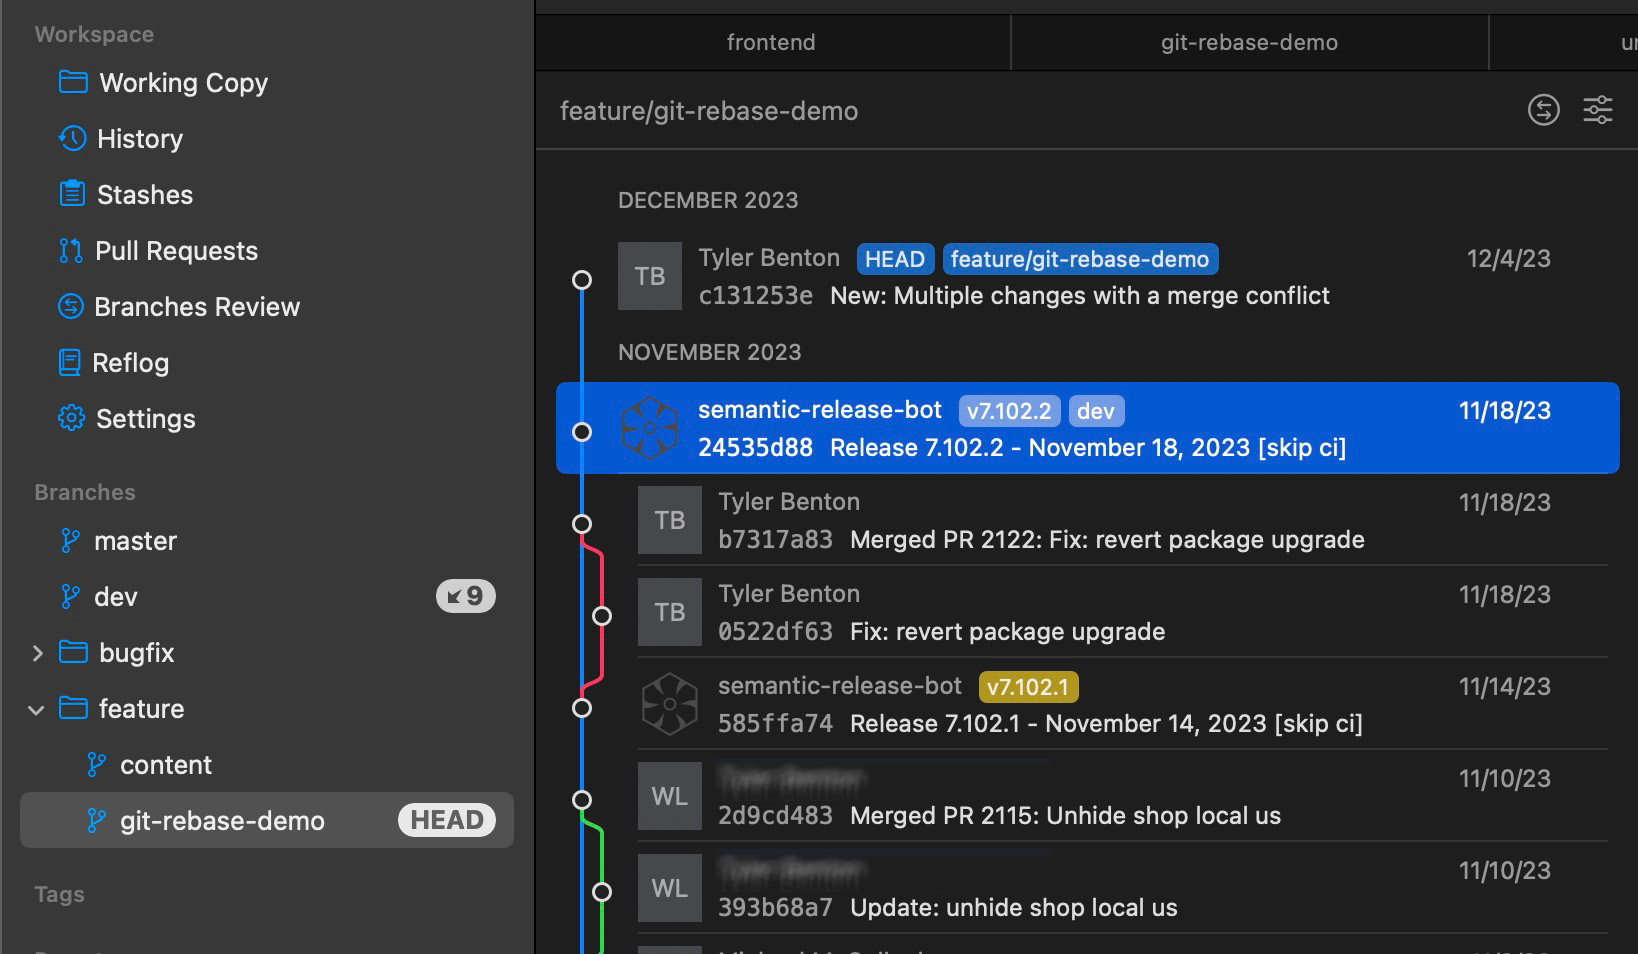 Workspace
Working Copy
History
Stashes
Pull Requests
Branches Review
Reflog
Settings
Branches
master
dev
9
bugfix
feature
content
git-rebase-demo
HEAD
Tags
frontend
git-rebase-demo
feature/git-rebase-demo
DECEMBER 2023
TB
Tyler Benton HEAD feature/git-rebase-demo 12/4/23
c131253e New: Multiple changes with a merge conflict
NOVEMBER 2023
semantic-release-bot v7.102.2 dev 11/18/23
24535d88 Release 7.102.2 - November 18, 2023 [skip ci]
TB
Tyler Benton 11/18/23
b7317a83 Merged PR 2122: Fix: revert package upgrade
TB
Tyler Benton 11/18/23
0522df63 Fix: revert package upgrade
semantic-release-bot v7.102.1 11/14/23
585ffa74 Release 7.102.1 - November 14, 2023 [skip ci]
WL
11/10/23
2d9cd483 Merged PR 2115: Unhide shop local us
WL
11/10/23
393b68a7 Update: unhide shop local us